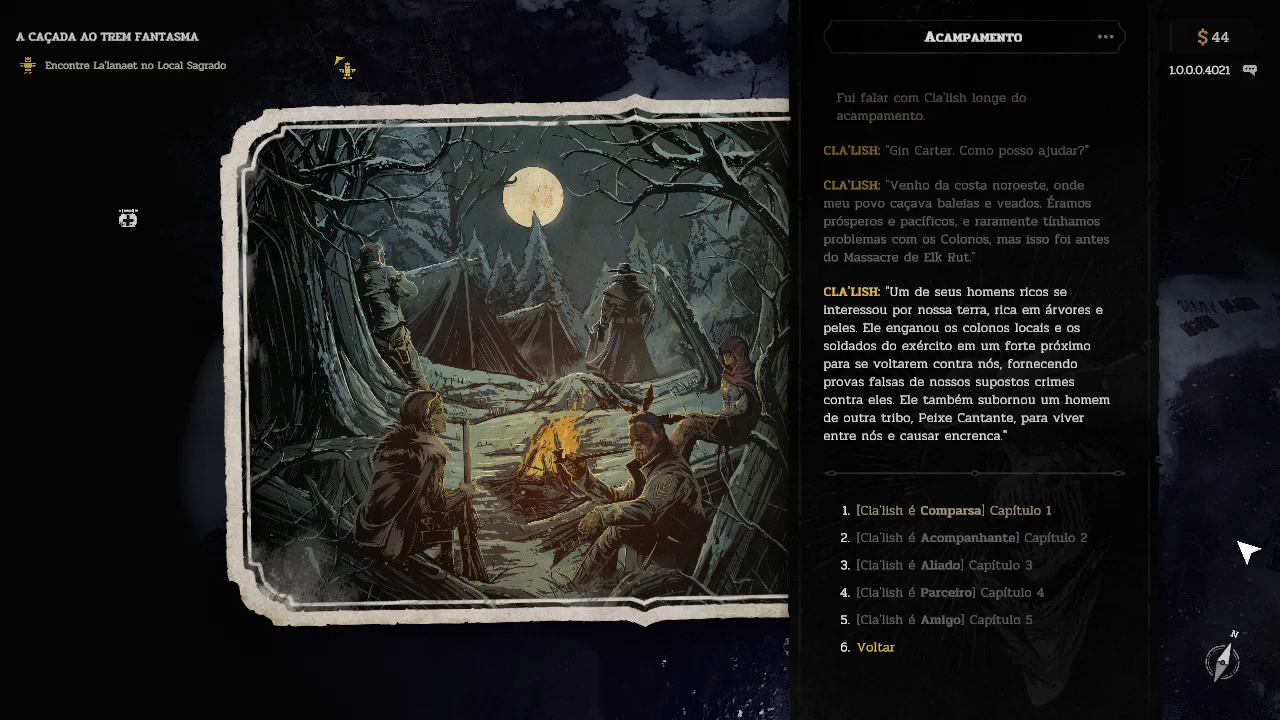 A CAÇADA AO TREM FANTASMA
Encontre La'lanaet no Local Sagrado
ACAMPAMENTO
$ 44
1.0.0.0.4021
Fui falar com Cla'lish longe do
acampamento.
CLA'LISH: "Gin Carter. Como posso ajudar?"
CLA'LISH: "Venho da costa noroeste, onde
meu povo caçava baleias e veados. Éramos
prósperos e pacíficos, e raramente tínhamos
problemas com os Colonos, mas isso foi antes
do Massacre de Elk Rut."
CLA'LISH: "Um de seus homens ricos se
interessou por nossa terra, rica em árvores e
peles. Ele enganou os colonos locais e os
soldados do exército em um forte próximo
para se voltarem contra nós, fornecendo
provas falsas de nossos supostos crimes
contra eles. Ele também subornou um homem
de outra tribo, Peixe Cantante, para viver
entre nós e causar encrenca."
1. [Cla'lish é Comparsa] Capítulo 1
2. [Cla'lish é Acompanhante] Capítulo 2
3. [Cla'lish é Aliado] Capítulo 3
4. [Cla'lish é Parceiro] Capítulo 4
5. [Cla'lish é Amigo] Capítulo 5
6. Voltar
N